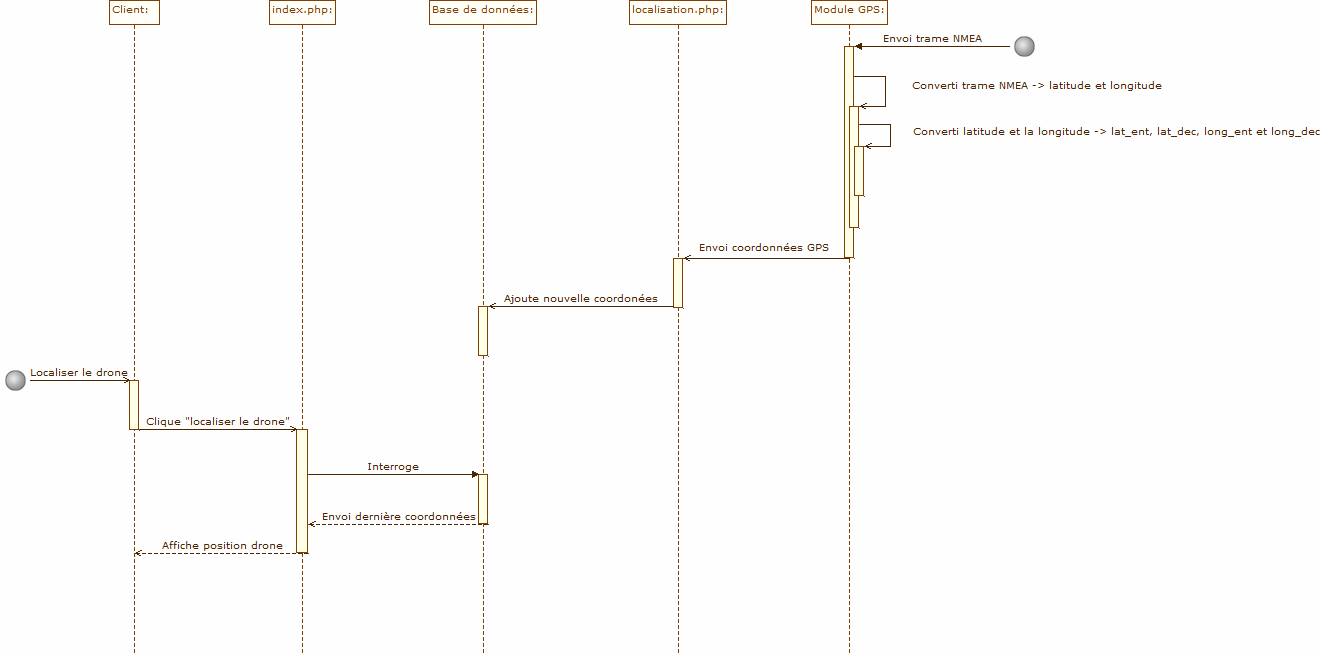 Client:
index.php:
Base de données:
localisation.php:
Module GPS:
Envoi trame NMEA
Converti trame NMEA -> latitude et longitude
Converti latitude et la longitude -> lat_ent, lat_dec, long_ent et long_dec
Envoi coordonnées GPS
Ajoute nouvelle coordonées
Localiser le drone
Clique "localiser le drone"
Interroge
Envoi dernière coordonnées
Affiche position drone